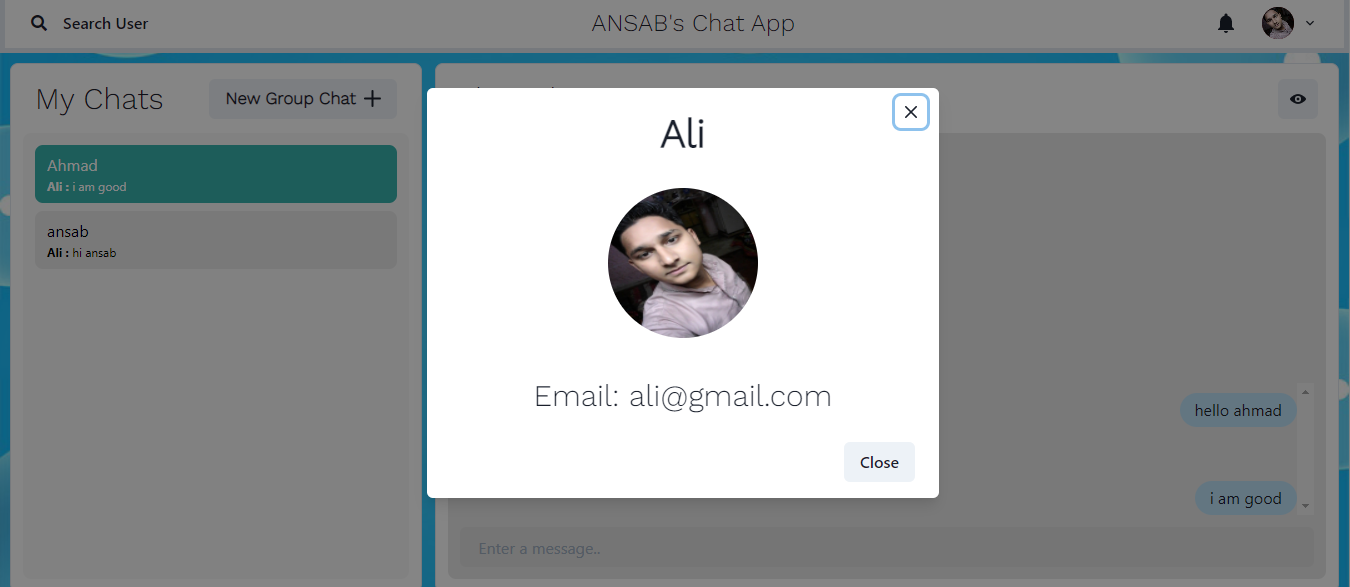 Search User
ANSAB's Chat App
My Chats
New Group Chat
Ahmad
Ali : i am good
ansab
Ali : hi ansab
Ali
Email: ali@gmail.com
Close
hello ahmad
i am good
Enter a message..